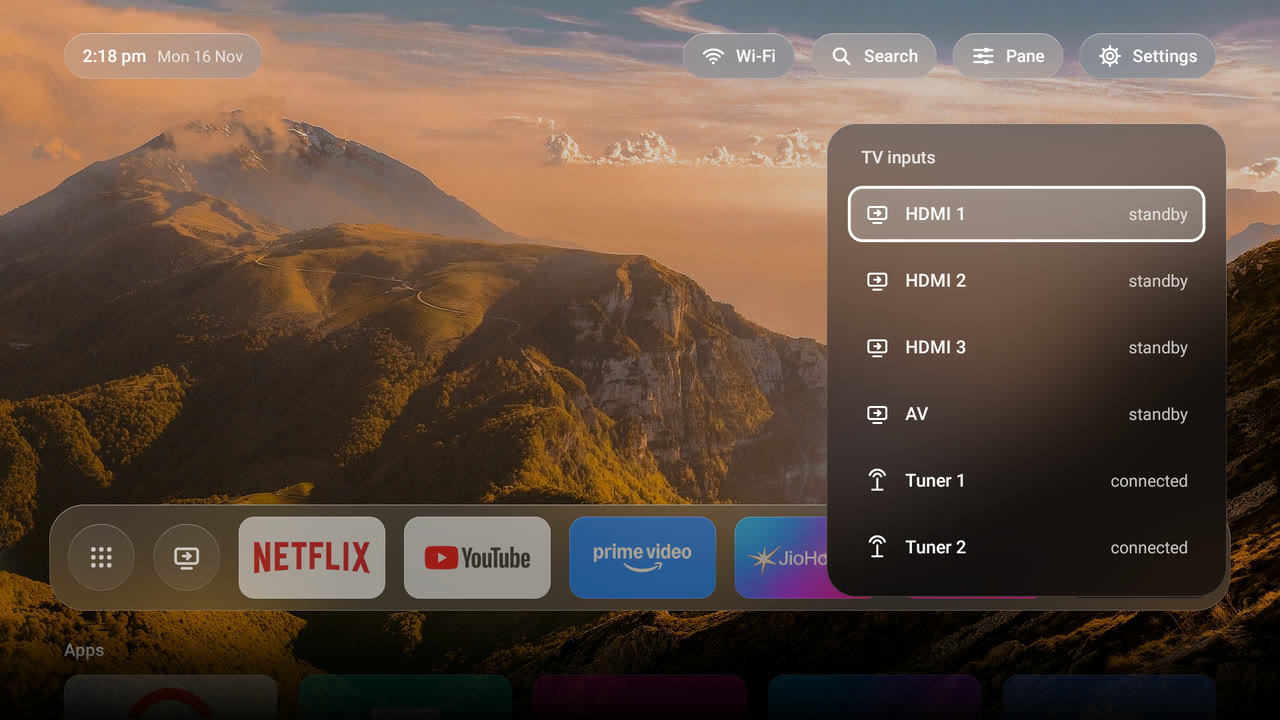 2:18 pm Mon 16 Nov
Wi-Fi
Search
Pane
Settings
TV inputs
HDMI 1 standby
HDMI 2 standby
HDMI 3 standby
AV standby
Tuner 1 connected
Tuner 2 connected
NETFLIX
YouTube
prime video
JioHo
Apps